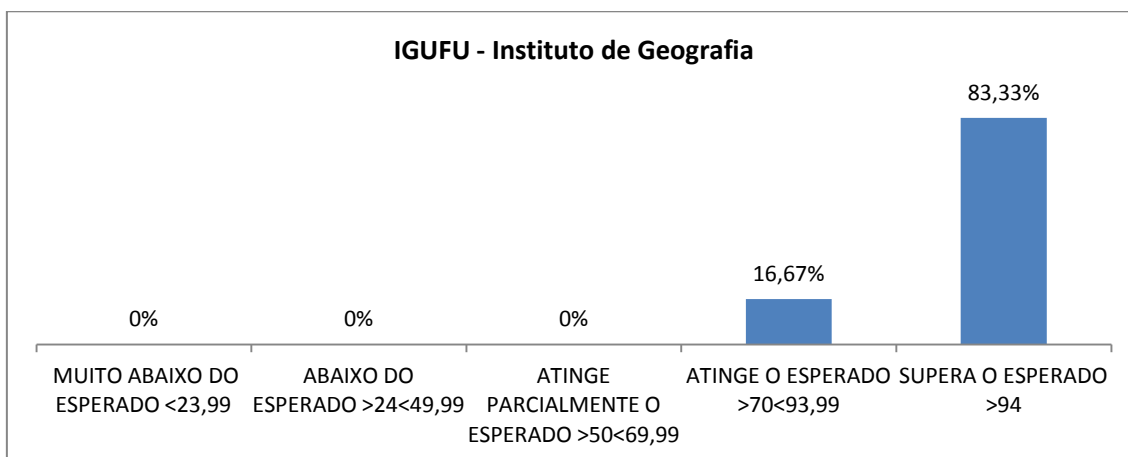 IGUFU - Instituto de Geografia
83,33%
16,67%
0%
0%
0%
MUITO ABAIXO DO
ESPERADO <23,99
ABAIXO DO
ESPERADO >24<49,99
ATINGE
PARCIALMENTE O
ESPERADO >50<69,99
ATINGE O ESPERADO
>70<93,99
SUPERA O ESPERADO
>94